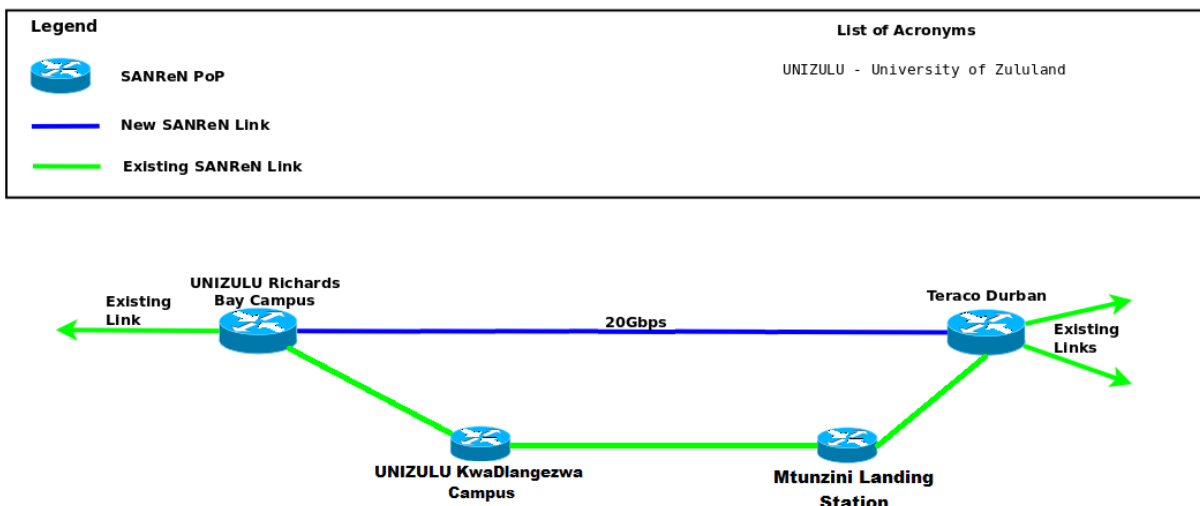 Legend
List of Acronyms
SANReN PoP
UNIZULU - University of Zululand
New SANReN Link
Existing SANReN Link
UNIZULU Richards
Bay Campus
Existing
Link
20Gbps
Teraco Durban
Existing
Links
UNIZULU KwaDlangezwa
Campus
Mtunzini Landing
Station